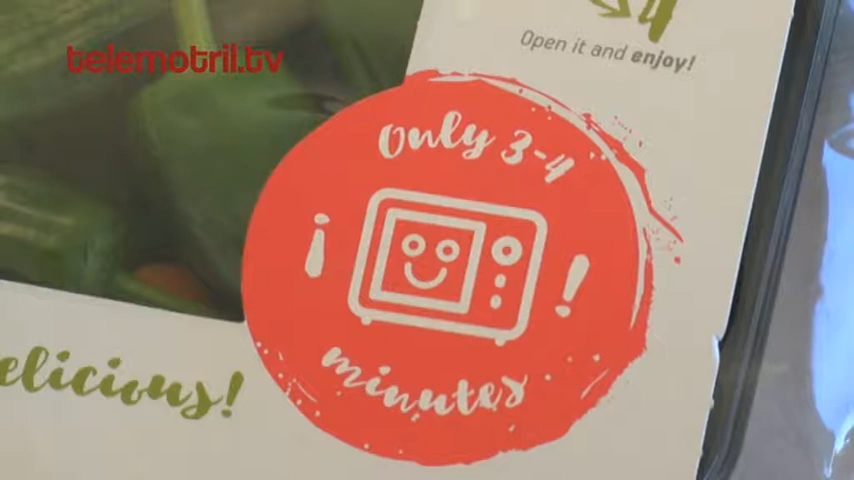 telemotril.tv
Open it and enjoy!
Only 3-4
¡ !
minutes
elicious!